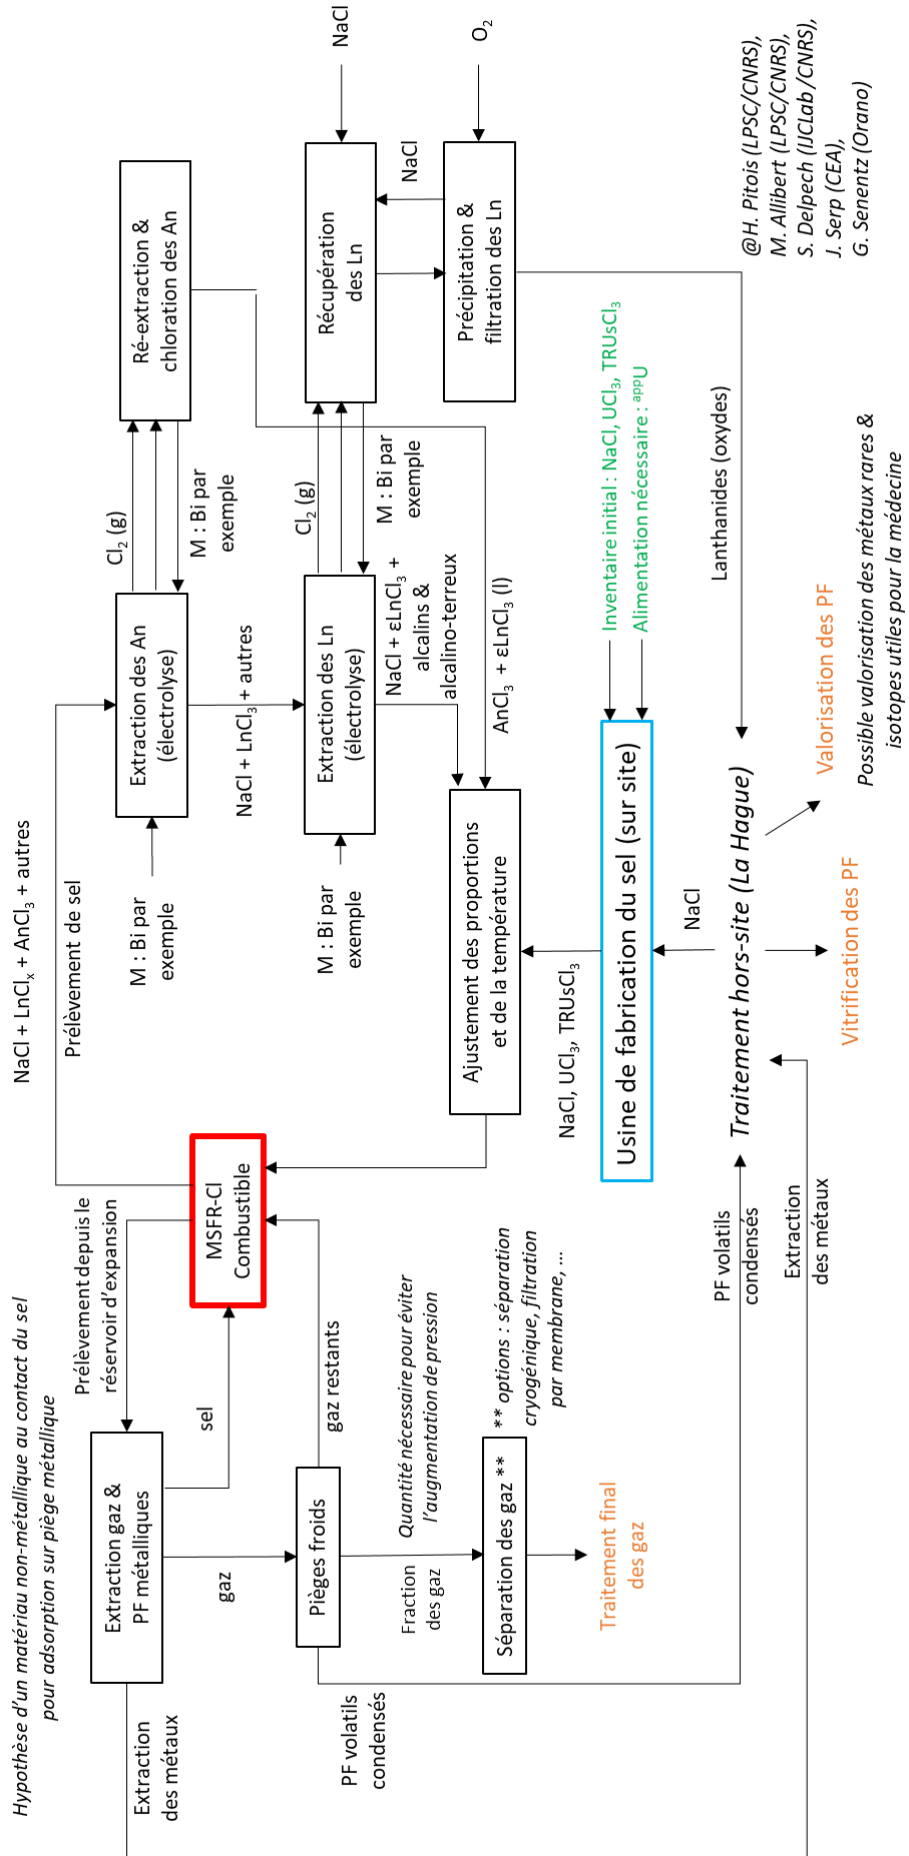 Hypothèse d'un matériau non-métallique au contact du sel
pour adsorption sur piège métallique
Extraction
des métaux
Extraction gaz &
PF métalliques
Prélèvement depuis le
réservoir d'expansion
sel
gaz
Pièges froids
gaz restants
PF volatils
condensés
Fraction
des gaz
Quantité nécessaire pour éviter
l'augmentation de pression
Séparation des gaz **
** options : séparation
cryogénique, filtration
par membrane, ...
Traitement final
des gaz
MSFR-Cl
Combustible
NaCl + LnClₓ + AnCl₃ + autres
Prélèvement de sel
M : Bi par
exemple
Extraction des An
(électrolyse)
Cl₂ (g)
M : Bi par
exemple
Ré-extraction &
chloration des An
NaCl + LnCl₃ + autres
M : Bi par
exemple
Extraction des Ln
(électrolyse)
Cl₂ (g)
M : Bi par
exemple
Récupération
des Ln
NaCl
NaCl
Précipitation &
filtration des Ln
O₂
NaCl + εLnCl₃ +
alcalins &
alcalino-terreux
AnCl₃ + εLnCl₃ (l)
Ajustement des proportions
et de la température
NaCl, UCl₃, TRUsCl₃
Usine de fabrication du sel (sur site)
Inventaire initial : NaCl, UCl₃, TRUsCl₃
Alimentation nécessaire : ᵃᵖᵖU
NaCl
PF volatils
condensés
Traitement hors-site (La Hague)
Lanthanides (oxydes)
Extraction
des métaux
Vitrification des PF
Valorisation des PF
Possible valorisation des métaux rares &
isotopes utiles pour la médecine
@H. Pitois (LPSC/CNRS),
M. Allibert (LPSC/CNRS),
S. Delpech (IJCLab/CNRS),
J. Serp (CEA),
G. Senentz (Orano)